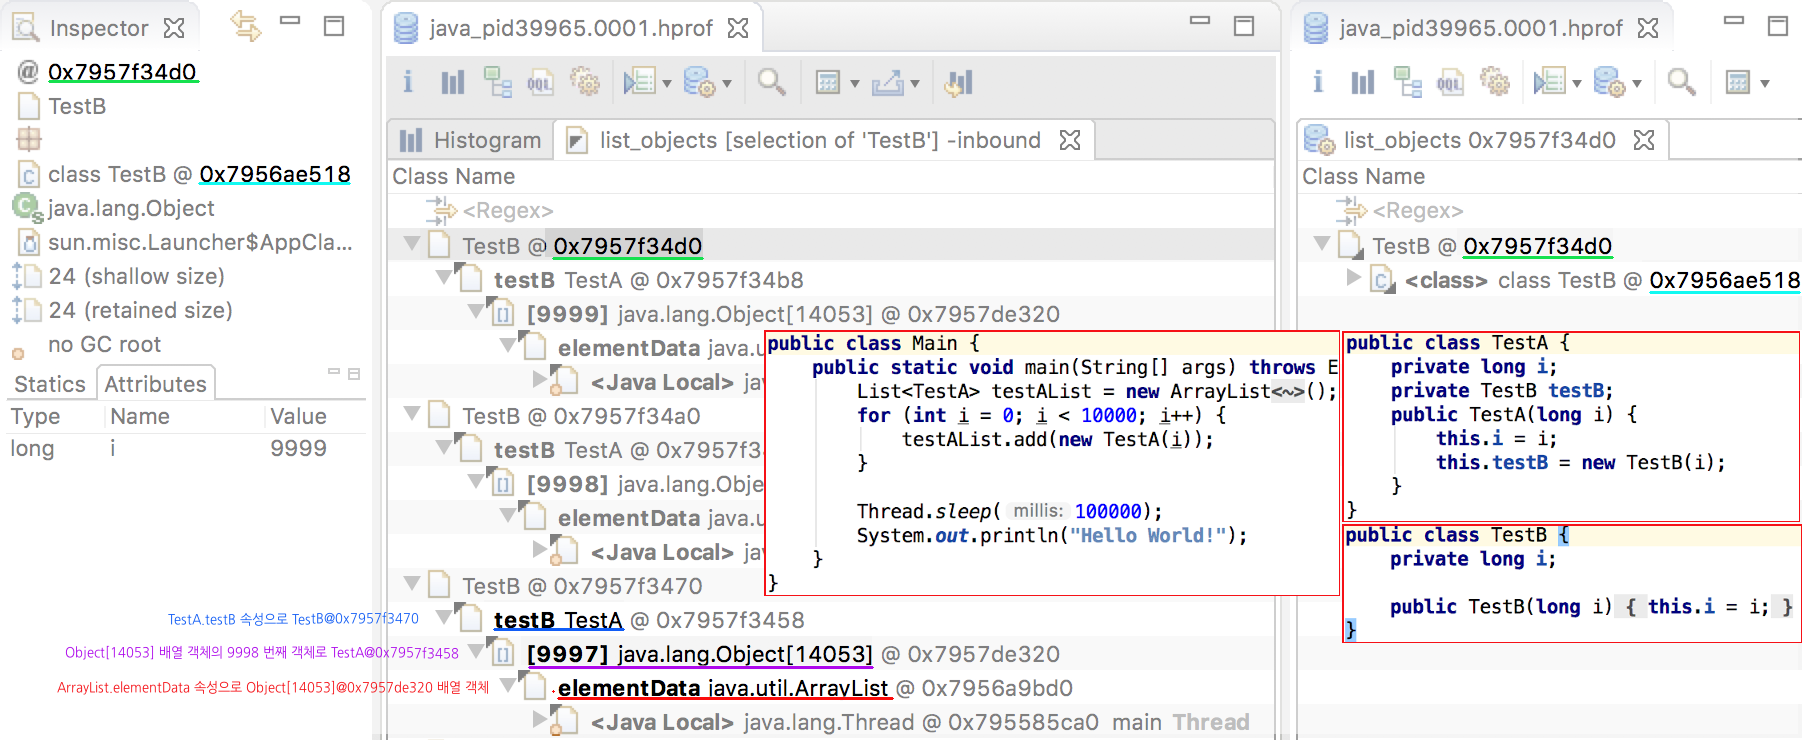 Inspector
@ 0x7957f34d0
TestB
class TestB @ 0x7956ae518
java.lang.Object
sun.misc.Launcher$AppCla...
24 (shallow size)
24 (retained size)
no GC root
Statics Attributes
Type Name Value
long i 9999
java_pid39965.0001.hprof
OQL
Histogram list_objects [selection of 'TestB'] -inbound
Class Name
<Regex>
TestB @ 0x7957f34d0
testB TestA @ 0x7957f34b8
[9999] java.lang.Object[14053] @ 0x7957de320
elementData java.u
<Java Local> ja
TestB @ 0x7957f34a0
testB TestA @ 0x7957f3
[9998] java.lang.Obje
elementData java.u
<Java Local> ja
TestB @ 0x7957f3470
testB TestA @ 0x7957f3458
[9997] java.lang.Object[14053] @ 0x7957de320
elementData java.util.ArrayList @ 0x7956a9bd0
<Java Local> java.lang.Thread @ 0x795585ca0 main Thread
TestA.testB 속성으로 TestB@0x7957f3470
Object[14053] 배열 객체의 9998 번째 객체로 TestA@0x7957f3458
ArrayList.elementData 속성으로 Object[14053]@0x7957de320 배열 객체
public class Main {
public static void main(String[] args) throws E
List<TestA> testAList = new ArrayList<~>();
for (int i = 0; i < 10000; i++) {
testAList.add(new TestA(i));
}
Thread.sleep( millis: 100000);
System.out.println("Hello World!");
}
}
java_pid39965.0001.hprof
OQL
list_objects 0x7957f34d0
Class Name
<Regex>
TestB @ 0x7957f34d0
<class> class TestB @ 0x7956ae518
public class TestA {
private long i;
private TestB testB;
public TestA(long i) {
this.i = i;
this.testB = new TestB(i);
}
}
public class TestB {
private long i;
public TestB(long i) { this.i = i; }
}